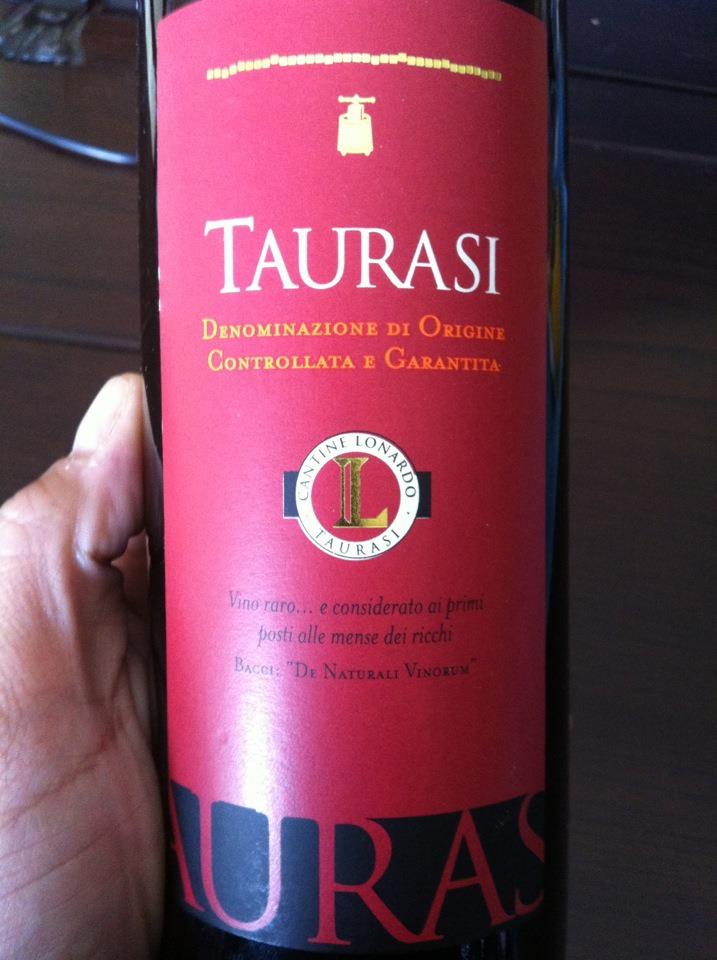 TAURASI
DENOMINAZIONE DI ORIGINE
CONTROLLATA E GARANTITA
CANTINE LONARDO
L
TAURASI
Vino raro... e considerato ai primi
posti alle mense dei ricchi
BACCI: "DE NATURALI VINORUM"
AURAS